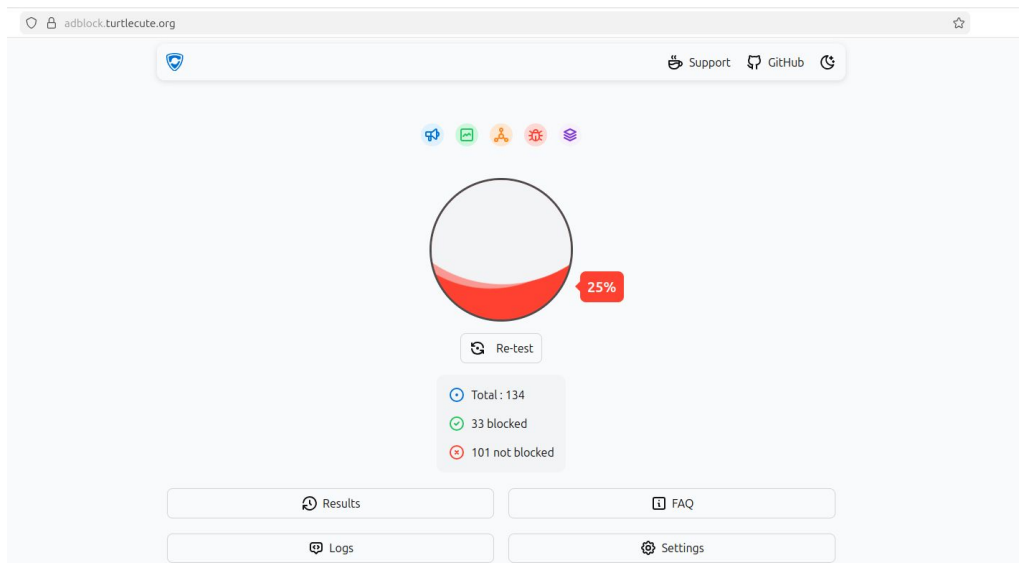 adblock.turtlecute.org
Support GitHub
25%
Re-test
Total : 134
33 blocked
101 not blocked
Results FAQ
Logs Settings